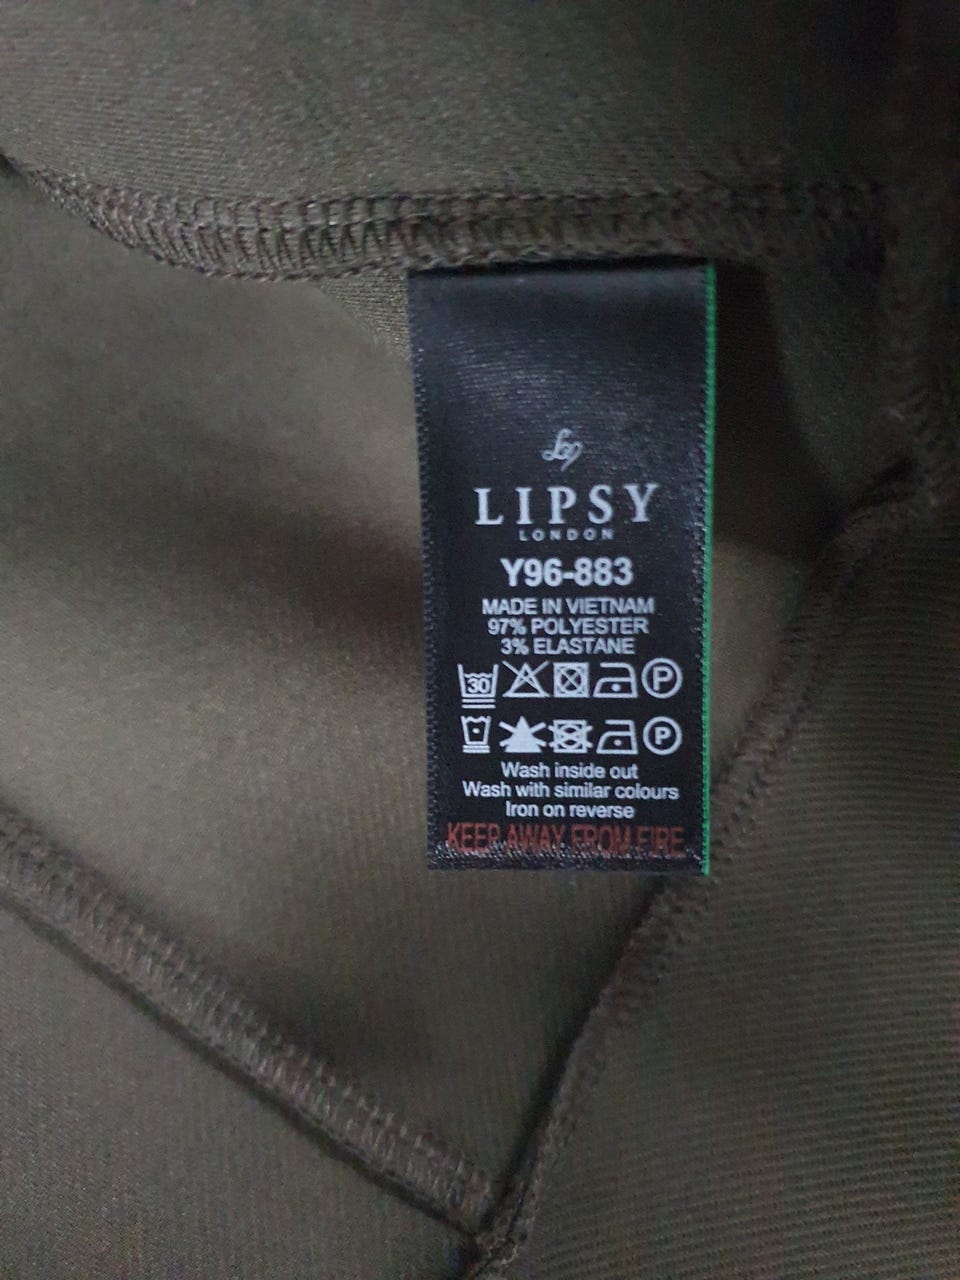 LIPSY
LONDON
Y96-883
MADE IN VIETNAM
97% POLYESTER
3% ELASTANE
30 P
P
Wash inside out
Wash with similar colours
Iron on reverse
KEEP AWAY FROM FIRE